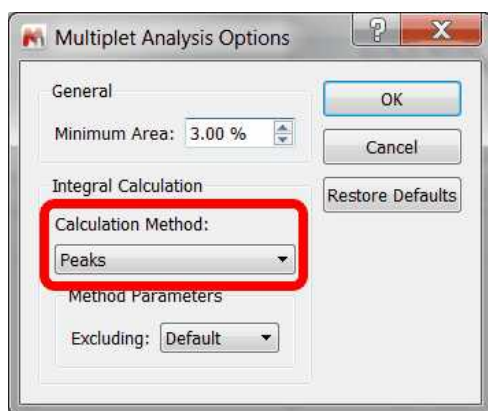 Multiplet Analysis Options
?
X
General
Minimum Area: 3.00 %
OK
Cancel
Restore Defaults
Integral Calculation
Calculation Method:
Peaks
Method Parameters
Excluding: Default